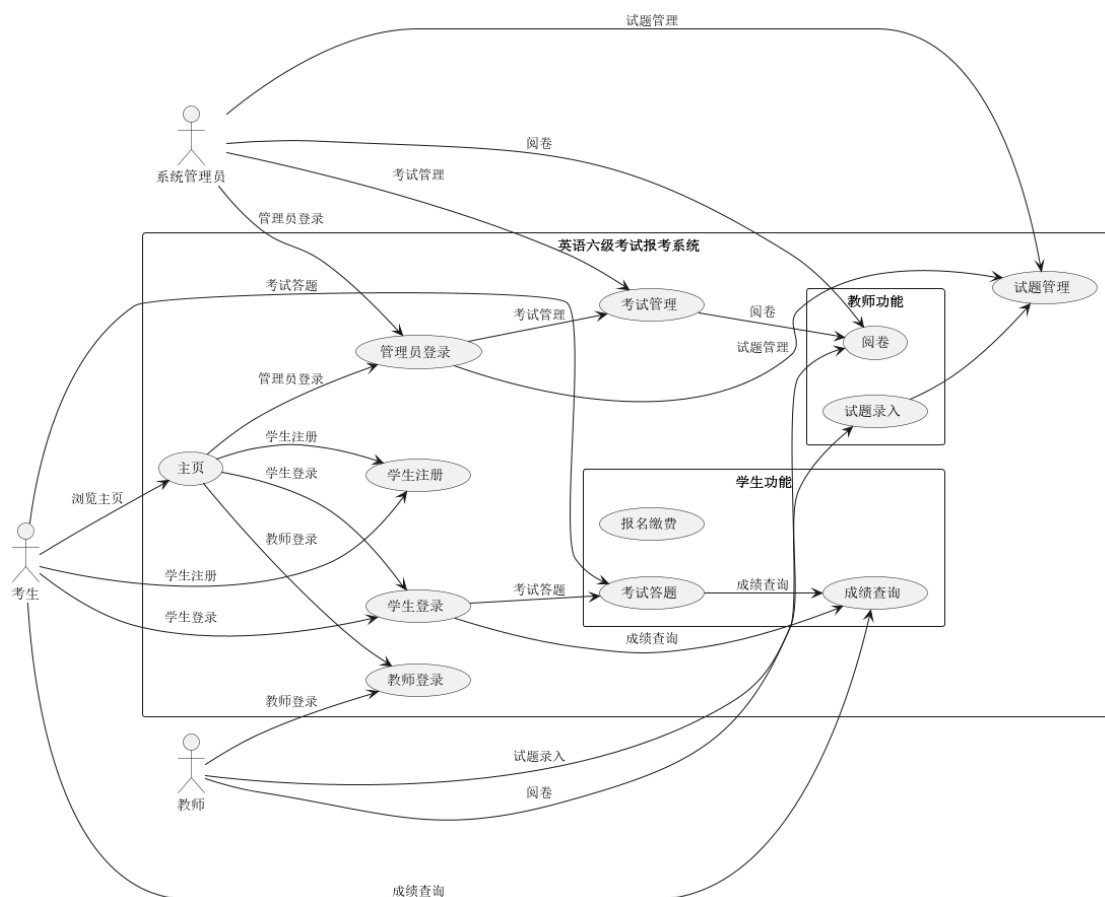 试题管理
系统管理员
阅卷
考试管理
管理员登录
英语六级考试报考系统
考试答题
考试管理
考试管理
教师功能
试题管理
阅卷
阅卷
管理员登录
试题管理
管理员登录
试题录入
学生注册
主页
学生登录
学生注册
学生功能
浏览主页
报名缴费
教师登录
考生
学生注册
考试答题
成绩查询
学生登录
考试答题
成绩查询
学生登录
成绩查询
教师登录
教师登录
试题录入
阅卷
教师
成绩查询